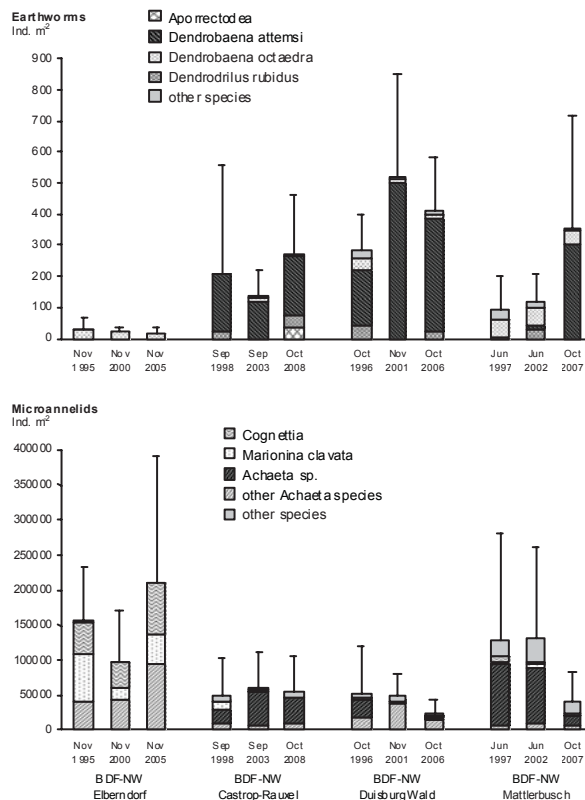 Earthworms
Ind. m²
Aporrectodea
Dendrobaena attemsi
Dendrobaena octaedra
Dendrodrilus rubidus
other species
900
800
700
600
500
400
300
200
100
0
Nov Nov Nov Sep Sep Oct Oct Nov Oct Jun Jun Oct
1995 2000 2005 1998 2003 2008 1996 2001 2006 1997 2002 2007
Microannelids
Ind. m²
Cognettia
Marionina clavata
Achaeta sp.
other Achaeta species
other species
400000
350000
300000
250000
200000
150000
100000
50000
0
Nov Nov Nov Sep Sep Oct Oct Nov Oct Jun Jun Oct
1995 2000 2005 1998 2003 2008 1996 2001 2006 1997 2002 2007
BDF-NW BDF-NW BDF-NW BDF-NW
Elberndorf Castrop-Rauxel Duisburg Wald Mattlerbusch